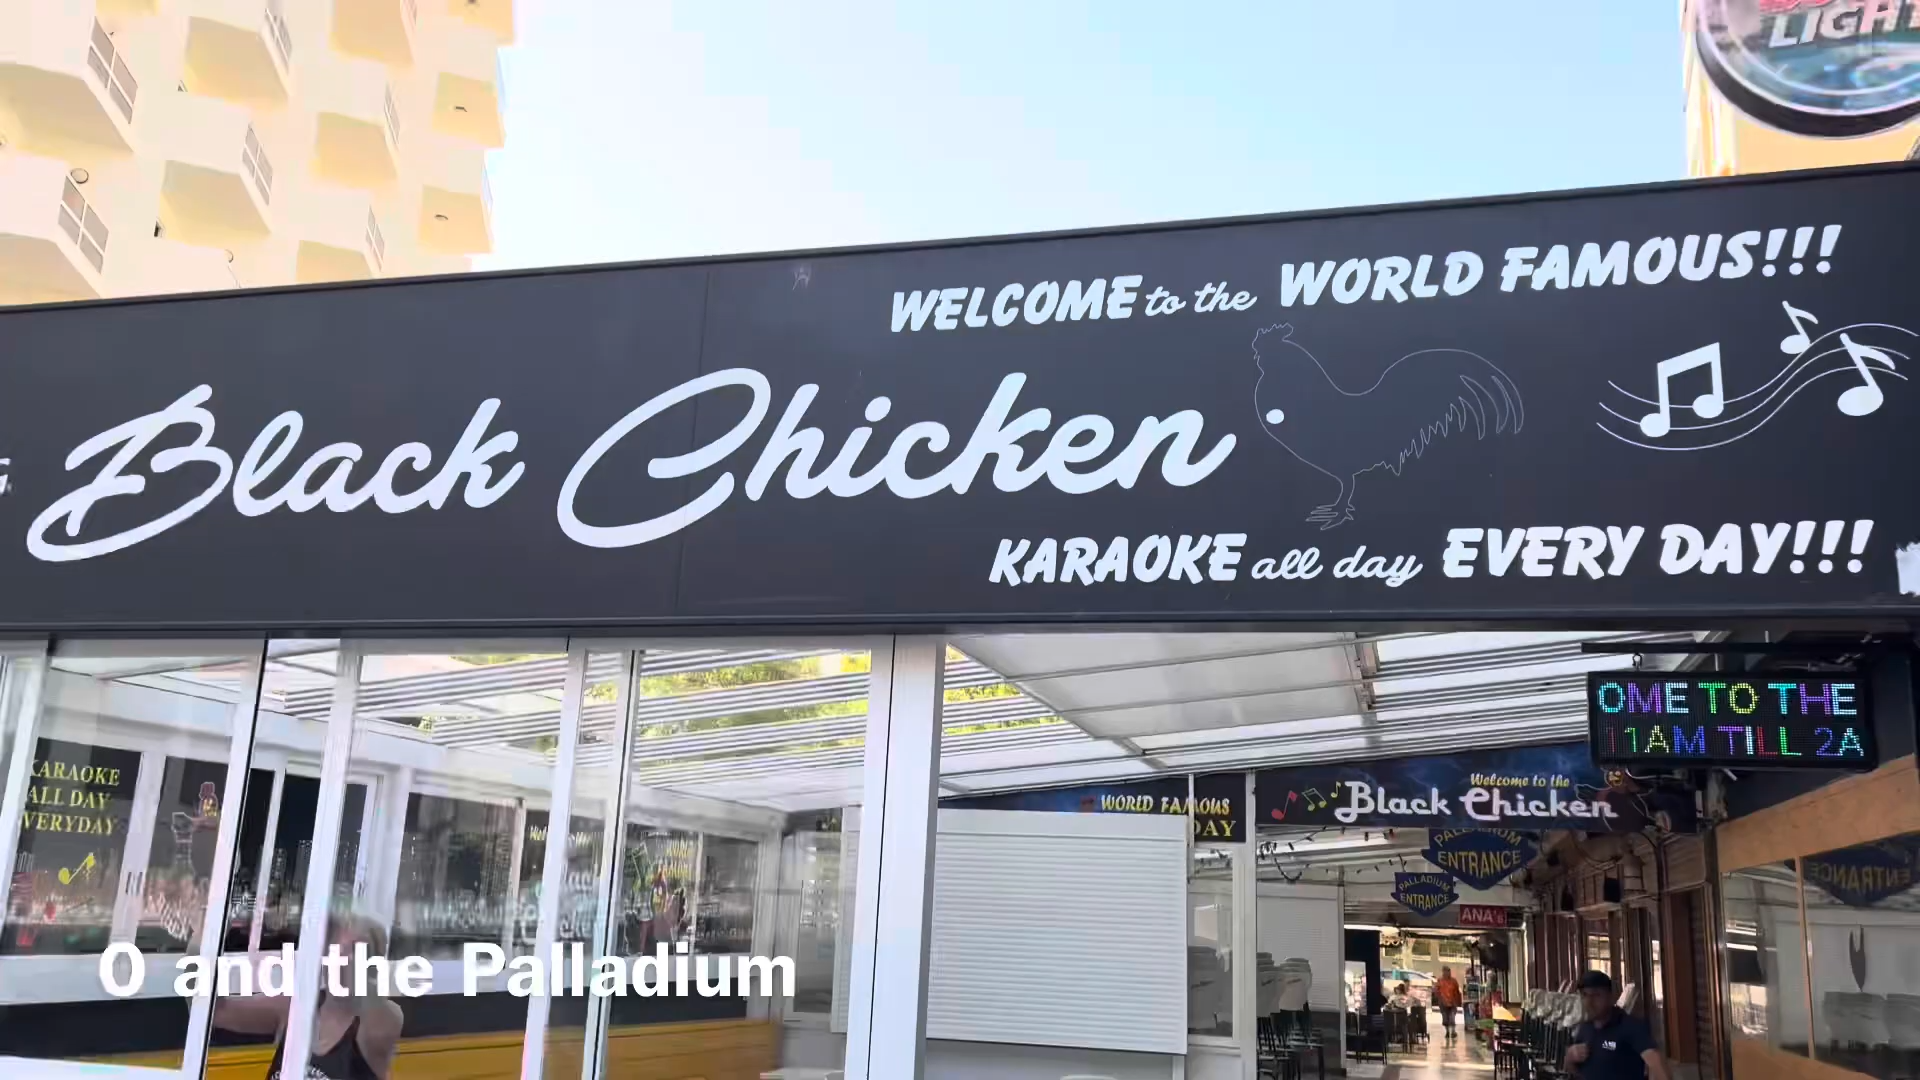 LIGHT
WELCOME to the WORLD FAMOUS!!!
Black Chicken
KARAOKE all day EVERY DAY!!!
OME TO THE
11AM TILL 2A
KARAOKE
ALL DAY
VERYDAY
WORLD FAMOUS
DAY
Welcome to the
Black Chicken
PALLADIUM
ENTRANCE
PALLADIUM
ENTRANCE
ANA's
ENTRANCE
O and the Palladium